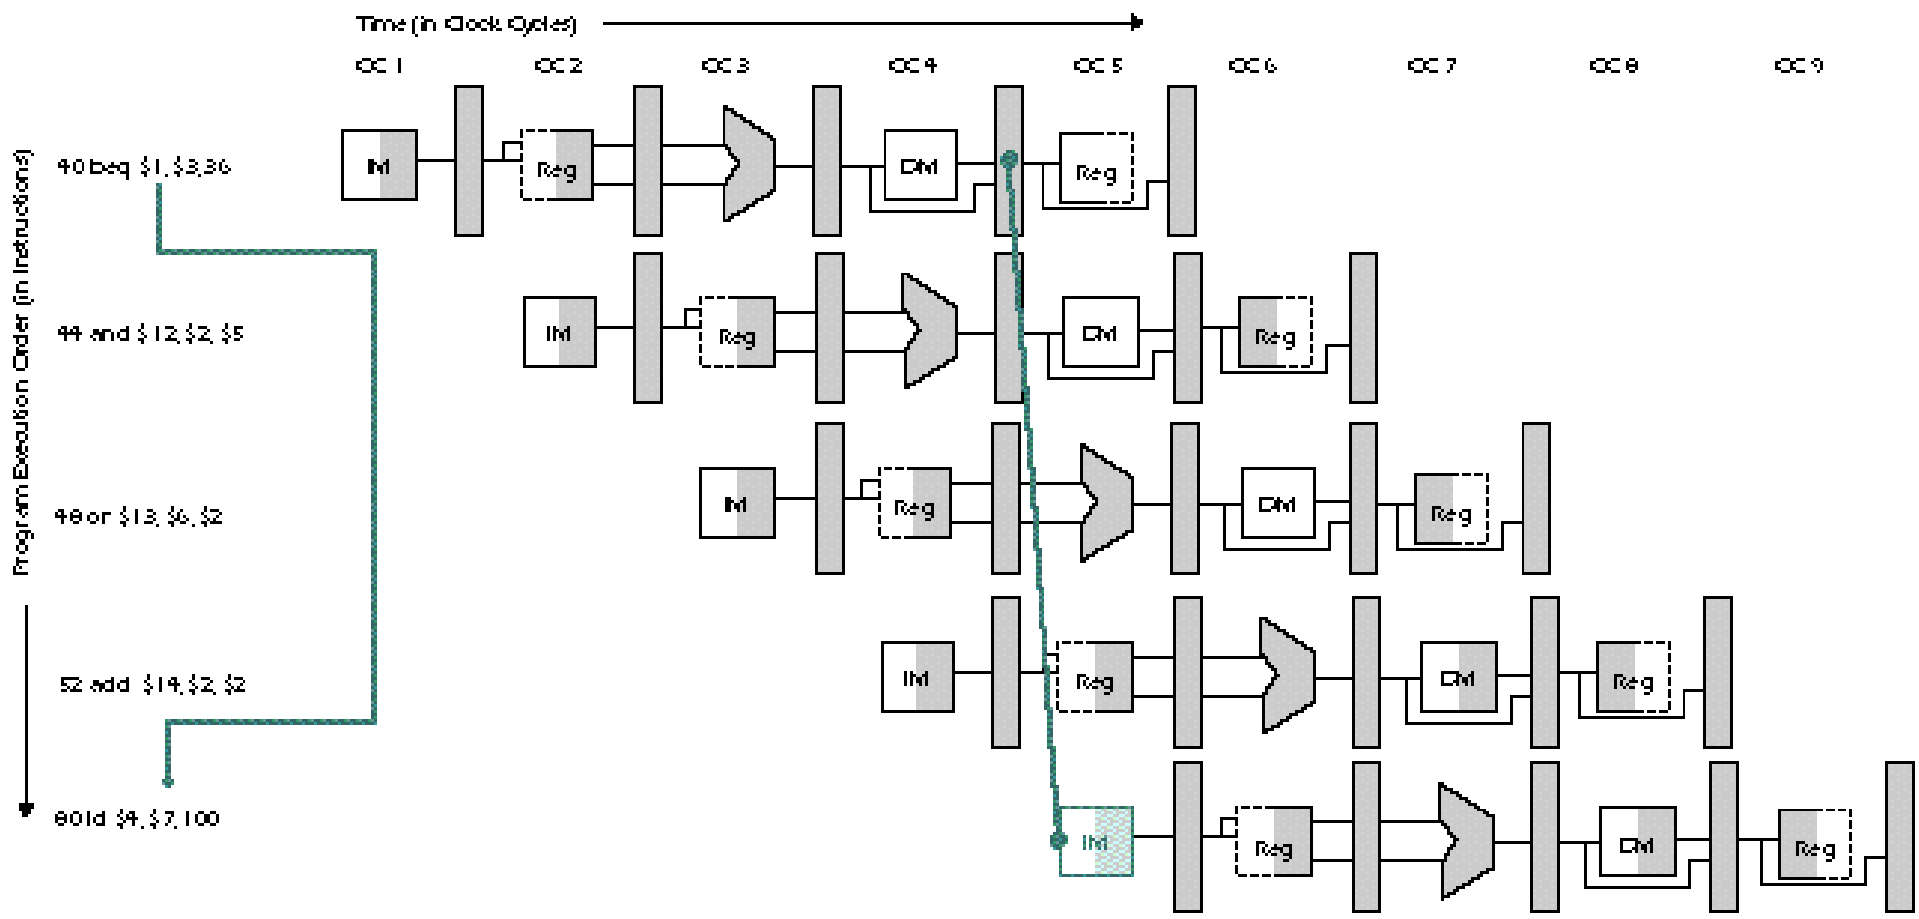 Time (in Clock Cycles)
CC 1 CC 2 CC 3 CC 4 CC 5 CC 6 CC 7 CC 8 CC 9
Program Execution Order (in Instructions)
40 beq $1, $3,36
IM Reg DM Reg
44 and $12, $2, $5
IM Reg DM Reg
48 or $13, $6, $2
IM Reg DM Reg
52 add $14, $2, $2
IM Reg DM Reg
80 ld $4, $7, 100
IM Reg DM Reg